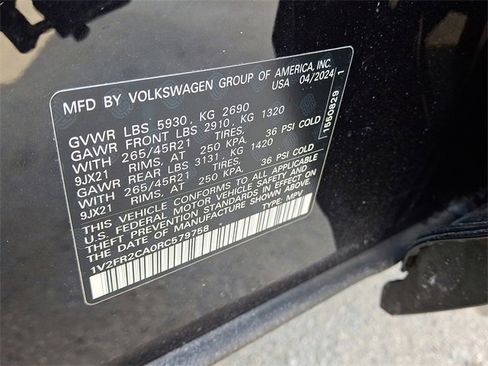 MFD BY VOLKSWAGEN GROUP OF AMERICA, INC.
USA 04/2024
GVWR LBS 5930, KG 2690
GAWR FRONT LBS 2910, KG 1320
WITH 265/45R21 TIRES,
9JX21 RIMS, AT 250 KPA, 36 PSI COLD
GAWR REAR LBS 3131, KG 1420
WITH 265/45R21 TIRES,
9JX21 RIMS, AT 250 KPA, 36 PSI COLD
THIS VEHICLE CONFORMS TO ALL APPLICABLE
U.S. FEDERAL MOTOR VEHICLE SAFETY AND
THEFT PREVENTION STANDARDS IN EFFECT ON
THE DATE OF MANUFACTURE SHOWN ABOVE.
1V2FR2CA0RC579758 TYPE: MPV
1550829 1